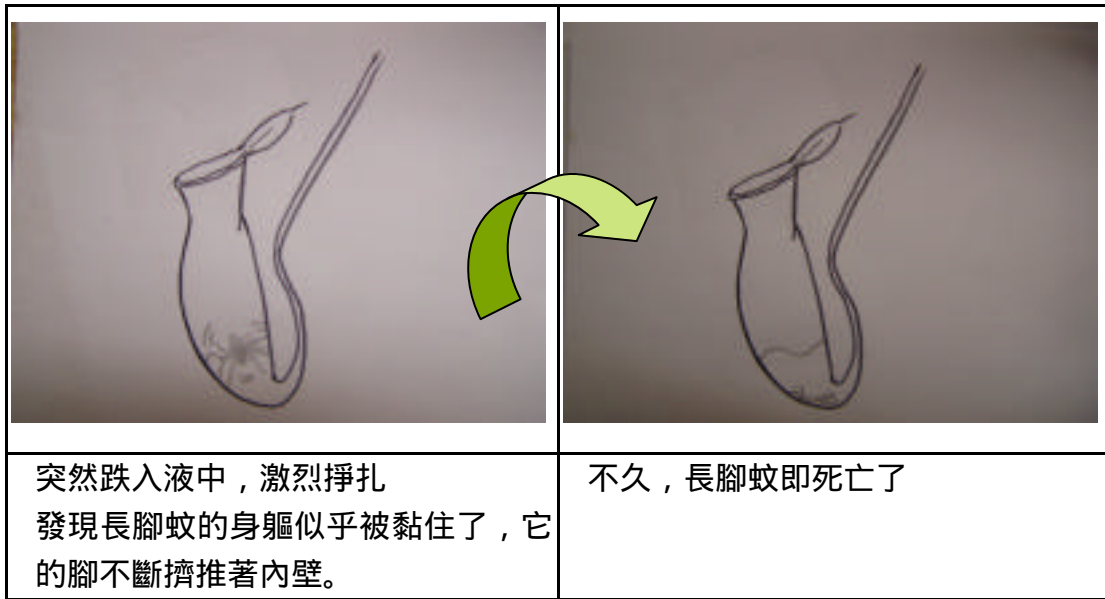 突然跌入液中，激烈掙扎
發現長腳蚊的身軀似乎被黏住了，它
的腳不斷擠推著內壁。
不久，長腳蚊即死亡了